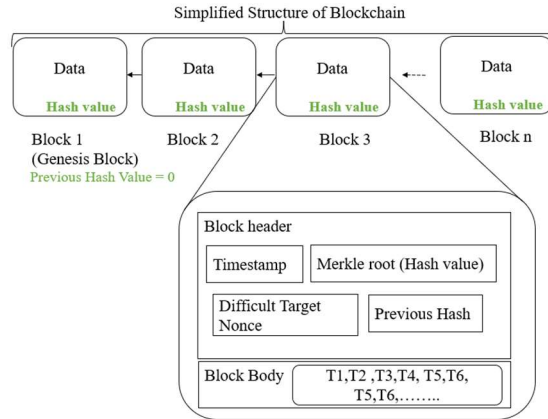 Simplified Structure of Blockchain
Data
Hash value
Data
Hash value
Data
Hash value
Data
Hash value
Block 1
(Genesis Block)
Previous Hash Value = 0
Block 2
Block 3
Block n
Block header
Timestamp
Merkle root (Hash value)
Difficult Target
Nonce
Previous Hash
Block Body
T1,T2 ,T3,T4, T5,T6,
T5,T6,……..